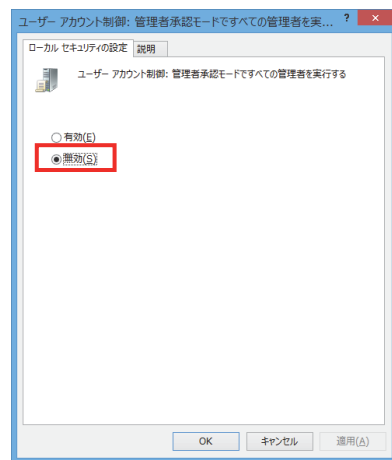 ユーザー アカウント制御: 管理者承認モードですべての管理者を実... ? ×
ローカル セキュリティの設定 説明
ユーザー アカウント制御: 管理者承認モードですべての管理者を実行する
有効(E)
無効(S)
OK キャンセル 適用(A)